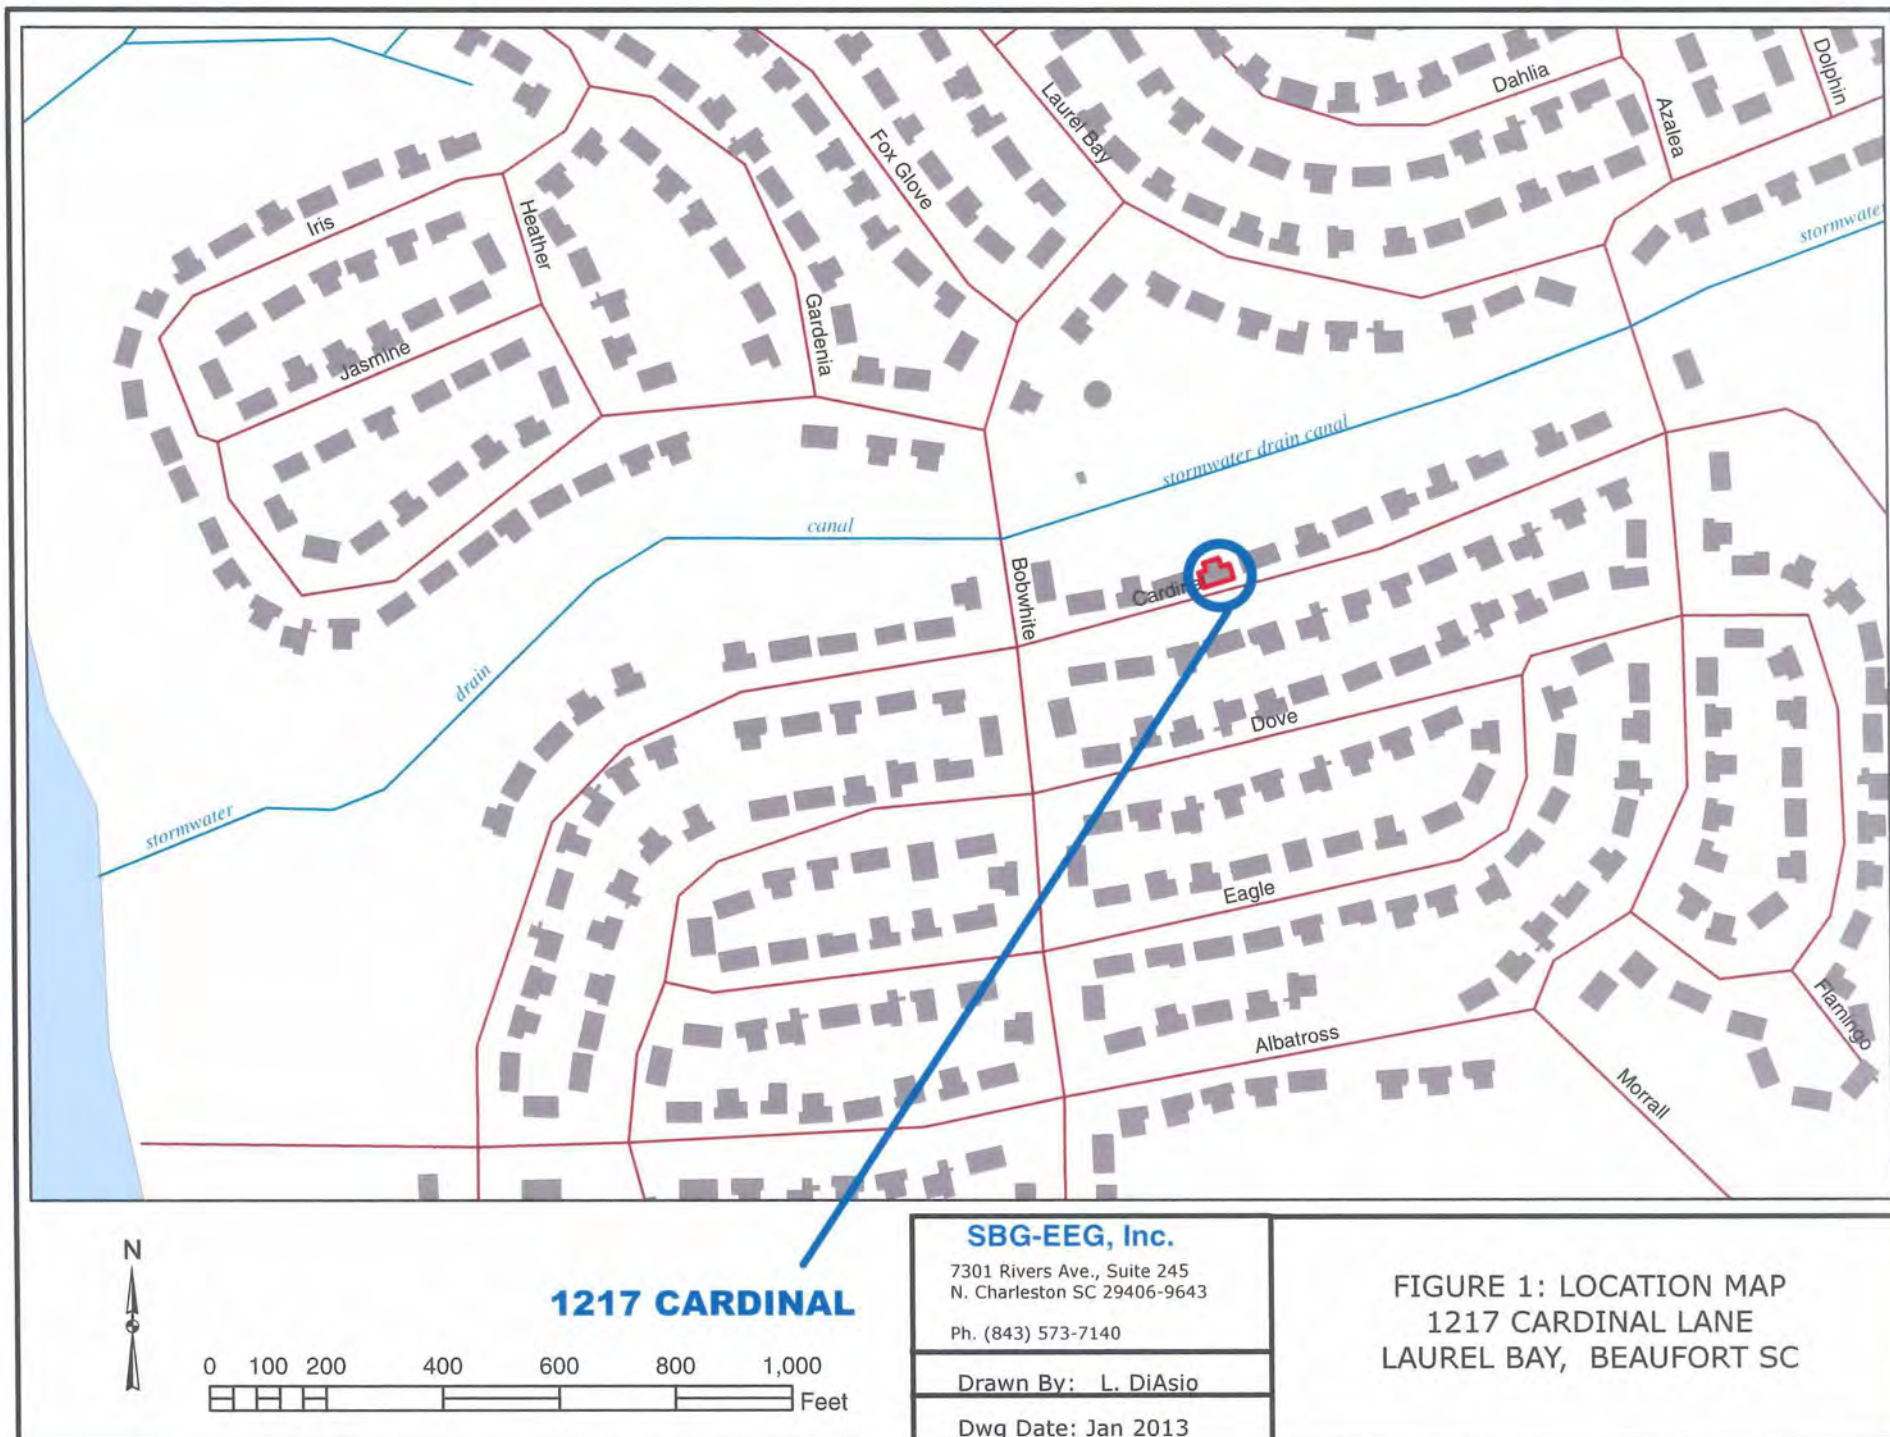 Dolphin
Dahlia
Laurel Bay
Azalea
Fox Glove
Iris
Heather
stormwater
Gardenia
Jasmine
stormwater drain canal
canal
Bobwhite
drain
Dove
stormwater
Eagle
Flamingo
Albatross
Morrall
N
1217 CARDINAL
0 100 200 400 600 800 1,000
Feet
SBG-EEG, Inc.
7301 Rivers Ave., Suite 245
N. Charleston SC 29406-9643
Ph. (843) 573-7140
Drawn By: L. DiAsio
Dwg Date: Jan 2013
FIGURE 1: LOCATION MAP
1217 CARDINAL LANE
LAUREL BAY, BEAUFORT SC